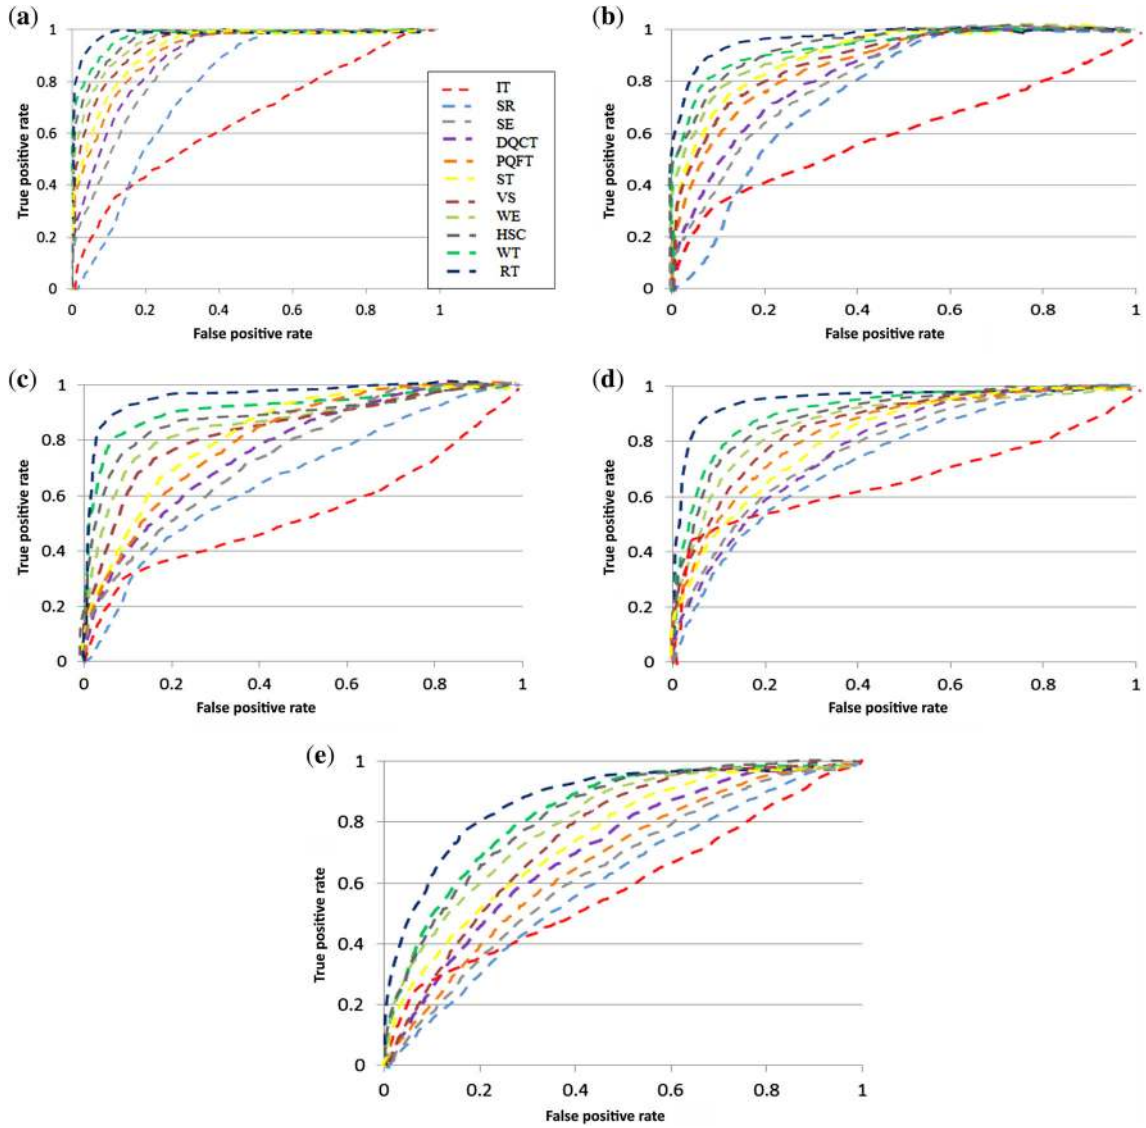 (a)
1
0.8
0.6
0.4
0.2
0
True positive rate
0 0.2 0.4 0.6 0.8 1
False positive rate
IT
SR
SE
DQCT
PQFT
ST
VS
WE
HSC
WT
RT
(b)
1
0.8
0.6
0.4
0.2
0
True positive rate
0 0.2 0.4 0.6 0.8 1
False positive rate
(c)
1
0.8
0.6
0.4
0.2
0
True positive rate
0 0.2 0.4 0.6 0.8 1
False positive rate
(d)
1
0.8
0.6
0.4
0.2
0
True positive rate
0 0.2 0.4 0.6 0.8 1
False positive rate
(e)
1
0.8
0.6
0.4
0.2
0
True positive rate
0 0.2 0.4 0.6 0.8 1
False positive rate